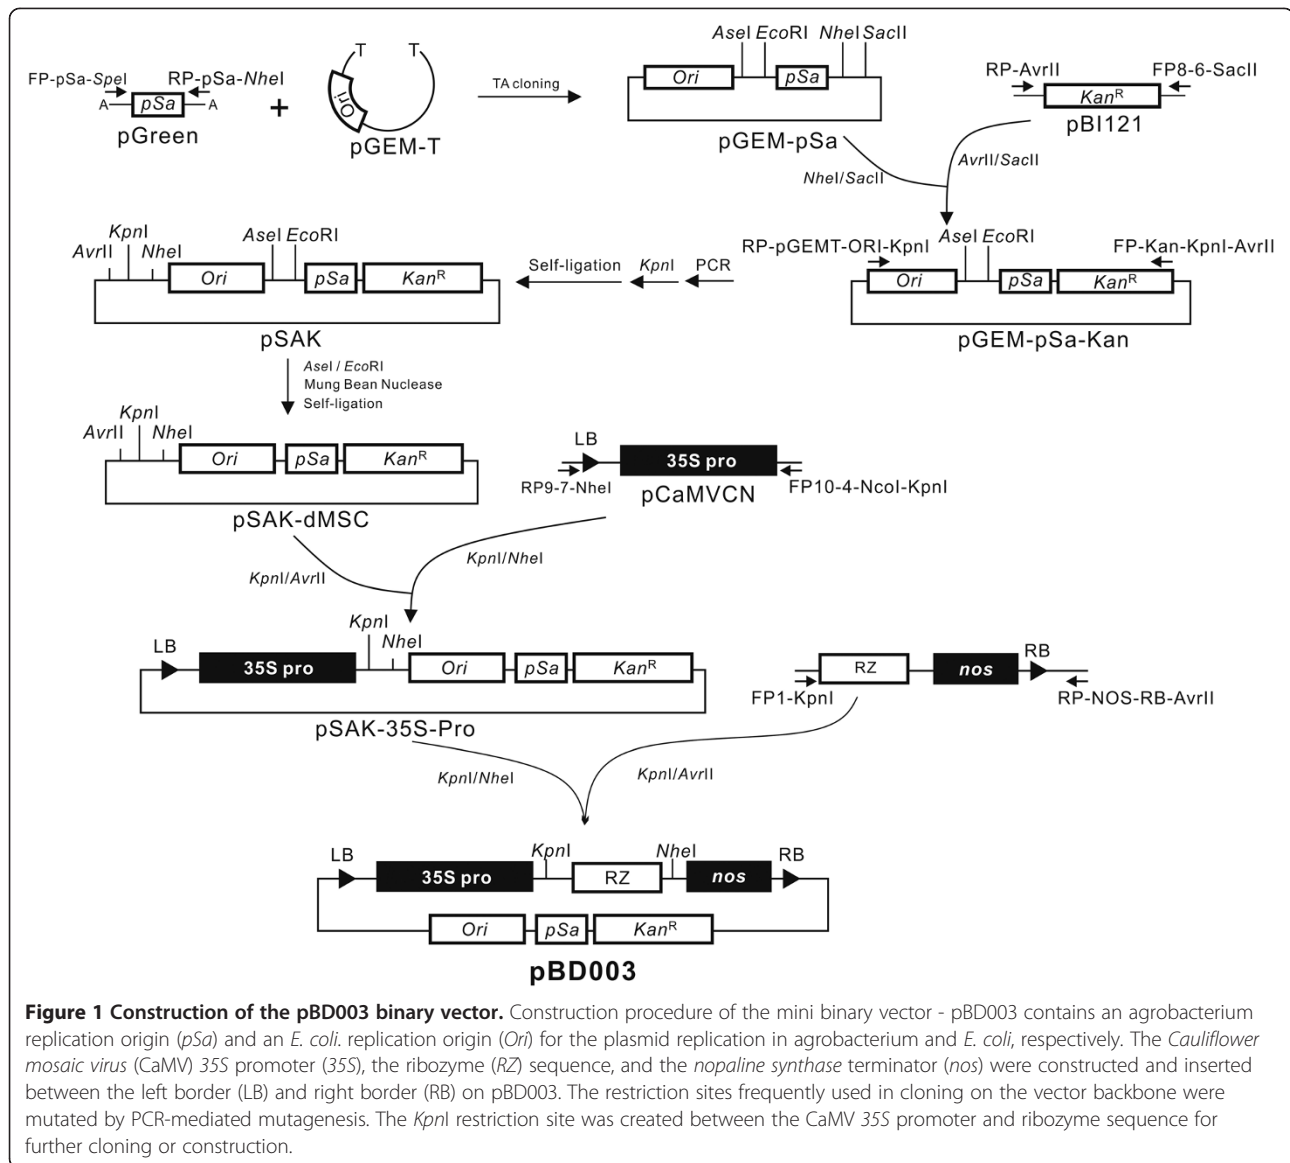 T T
FP-pSa-SpeI RP-pSa-NheI
A pSa A
pGreen
+
Ori
pGEM-T
TA cloning
AseI EcoRI NheI SacII
Ori pSa
pGEM-pSa
RP-AvrII FP8-6-SacII
Kan^R
pBI121
NheI/SacII
AvrII/SacII
RP-pGEMT-ORI-KpnI AseI EcoRI FP-Kan-KpnI-AvrII
Ori pSa Kan^R
pGEM-pSa-Kan
PCR
KpnI
Self-ligation
KpnI
AvrII NheI AseI EcoRI
Ori pSa Kan^R
pSAK
AseI / EcoRI
Mung Bean Nuclease
Self-ligation
KpnI
AvrII NheI
Ori pSa Kan^R
pSAK-dMSC
LB
35S pro
RP9-7-NheI FP10-4-NcoI-KpnI
pCaMVCN
KpnI/AvrII
KpnI/NheI
LB KpnI NheI
35S pro Ori pSa Kan^R
pSAK-35S-Pro
RB
RZ nos
FP1-KpnI RP-NOS-RB-AvrII
KpnI/NheI
KpnI/AvrII
LB KpnI NheI RB
35S pro RZ nos
Ori pSa Kan^R
pBD003
Figure 1 Construction of the pBD003 binary vector. Construction procedure of the mini binary vector - pBD003 contains an agrobacterium
replication origin (pSa) and an E. coli. replication origin (Ori) for the plasmid replication in agrobacterium and E. coli, respectively. The Cauliflower
mosaic virus (CaMV) 35S promoter (35S), the ribozyme (RZ) sequence, and the nopaline synthase terminator (nos) were constructed and inserted
between the left border (LB) and right border (RB) on pBD003. The restriction sites frequently used in cloning on the vector backbone were
mutated by PCR-mediated mutagenesis. The KpnI restriction site was created between the CaMV 35S promoter and ribozyme sequence for
further cloning or construction.